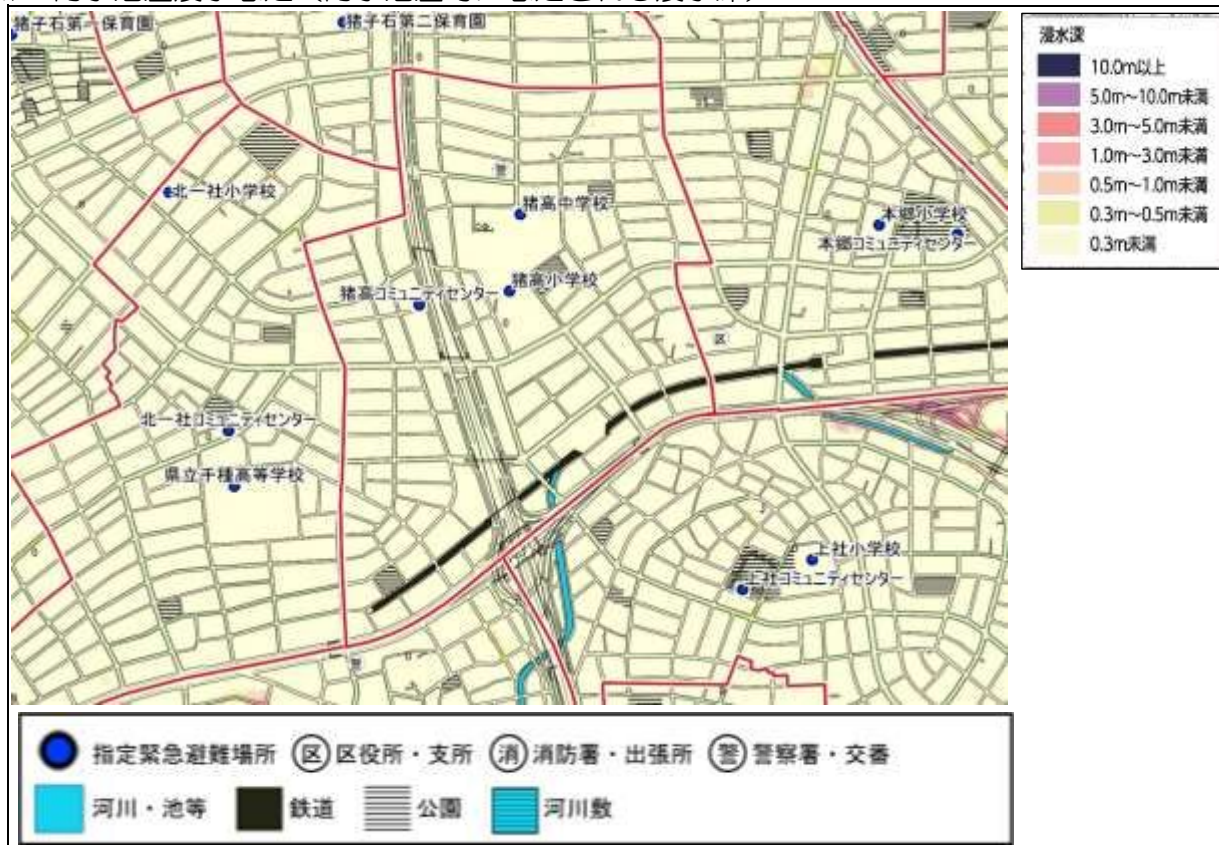 猪子石第一保育園
猪子石第二保育園
北一社小学校
猪高中学校
本郷小学校
本郷コミュニティセンター
猪高コミュニティセンター
猪高小学校
区
北一社コミュニティセンター
県立千種高等学校
上社小学校
上社コミュニティセンター
警
浸水深
10.0m以上
5.0m～10.0m未満
3.0m～5.0m未満
1.0m～3.0m未満
0.5m～1.0m未満
0.3m～0.5m未満
0.3m未満
指定緊急避難場所 区 区役所・支所 消 消防署・出張所 警 警察署・交番
河川・池等 鉄道 公園 河川敷